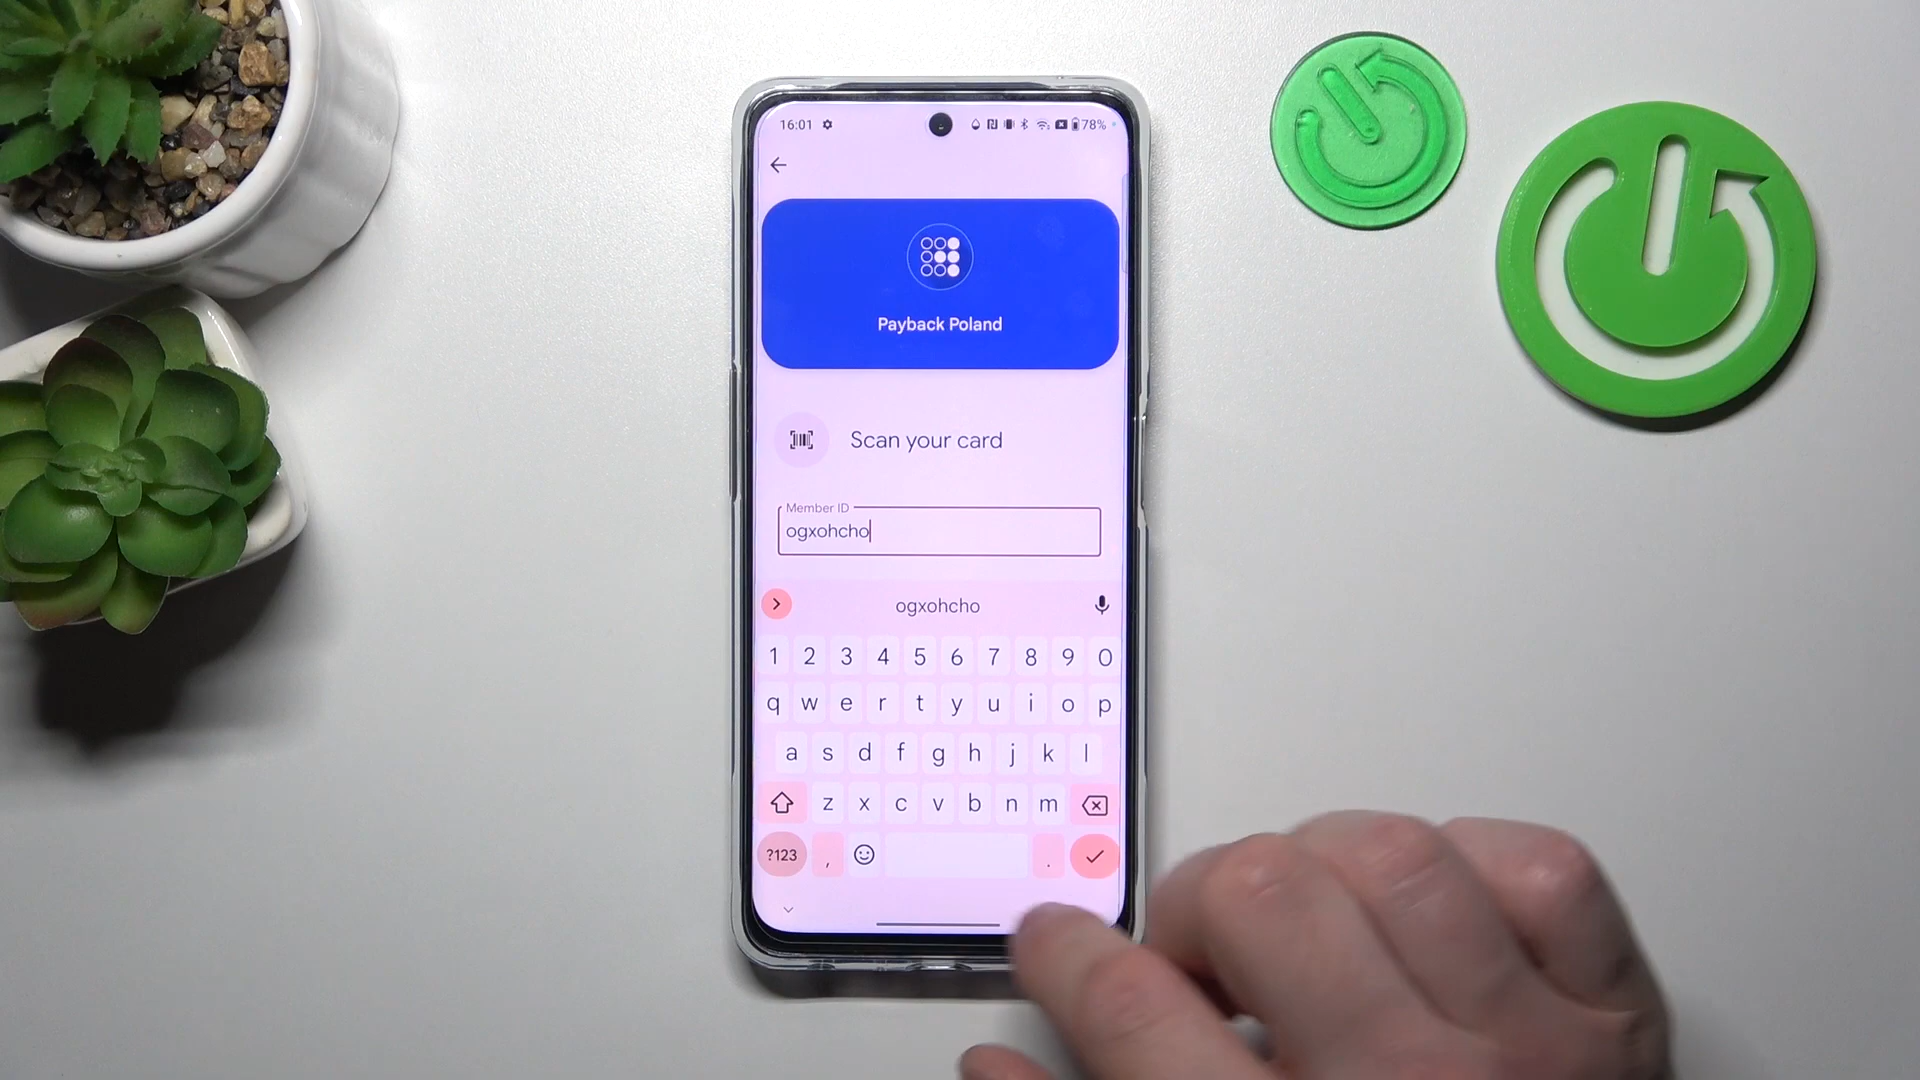 16:01 78%
Payback Poland
Scan your card
Member ID
ogxohcho
ogxohcho
1 2 3 4 5 6 7 8 9 0
q w e r t y u i o p
a s d f g h j k l
z x c v b n m
?123 , .